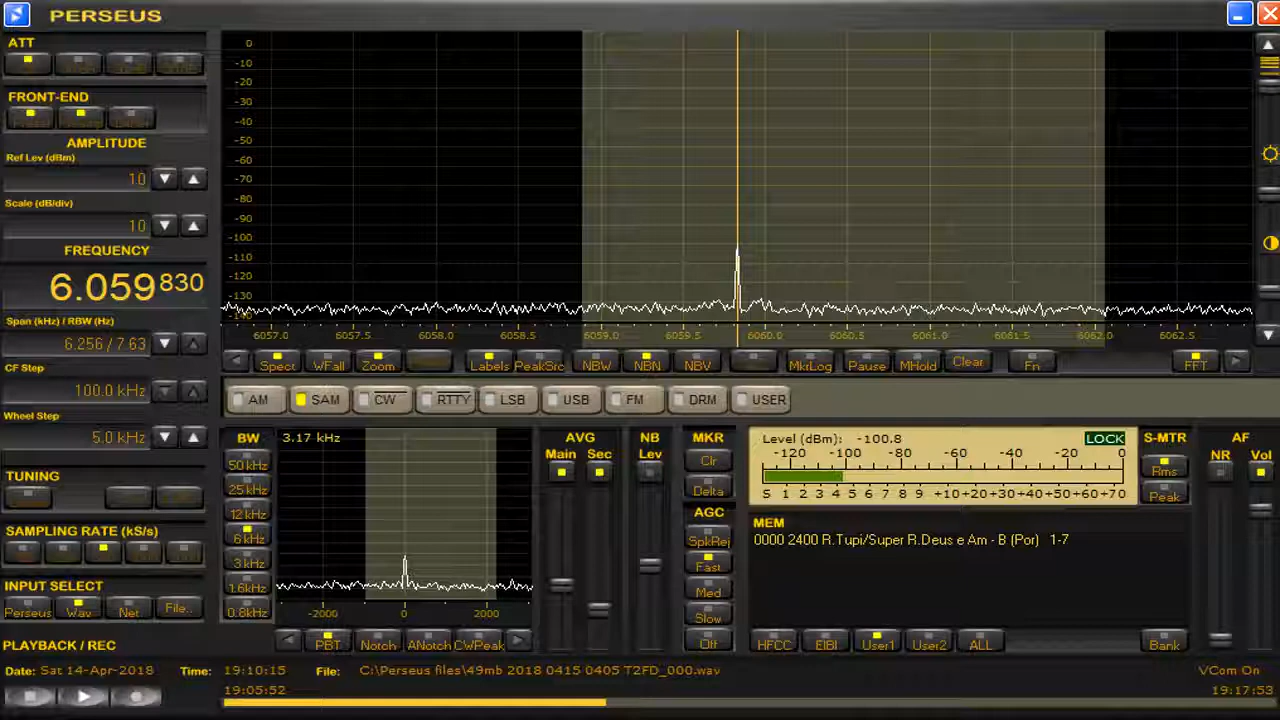 PERSEUS
ATT
FRONT-END
AMPLITUDE
Ref Lev (dBm)
10
Scale (dB/div)
10
FREQUENCY
6.059830
Span (kHz) / RBW (Hz)
6.256 / 7.63
CF Step
100.0 kHz
Wheel Step
5.0 kHz
TUNING
SAMPLING RATE (kS/s)
INPUT SELECT
Perseus Wav Net File..
0
-10
-20
-30
-40
-50
-60
-70
-80
-90
-100
-110
-120
-130
-140
6057.0 6057.5 6058.0 6058.5 6059.0 6059.5 6060.0 6060.5 6061.0 6061.5 6062.0 6062.5
Spect WFall Zoom Labels PeakSrc NBW NBN NBV MkrLog Pause MHold Clear Fn FFT
AM SAM CW RTTY LSB USB FM DRM USER
BW
50 kHz
25 kHz
12 kHz
6 kHz
3 kHz
1.6kHz
0.8kHz
3.17 kHz
-2000 0 2000
PBT Notch ANotch CWPeak
AVG
Main Sec
NB
Lev
MKR
Clr
Delta
AGC
SpkRej
Fast
Med
Slow
Off
Level (dBm): -100.8 LOCK
-120 -100 -80 -60 -40 -20 0
S 1 2 3 4 5 6 7 8 9 +10+20+30+40+50+60+70
S-MTR
Rms
Peak
AF
NR Vol
MEM
0000 2400 R.Tupi/Super R.Deus e Am - B (Por) 1-7
HFCC EIBI User1 User2 ALL Bank
PLAYBACK / REC
Date: Sat 14-Apr-2018 Time: 19:10:15 File: C:\Perseus files\49mb 2018 0415 0405 T2FD_000.wav VCom On
19:05:52 19:17:53